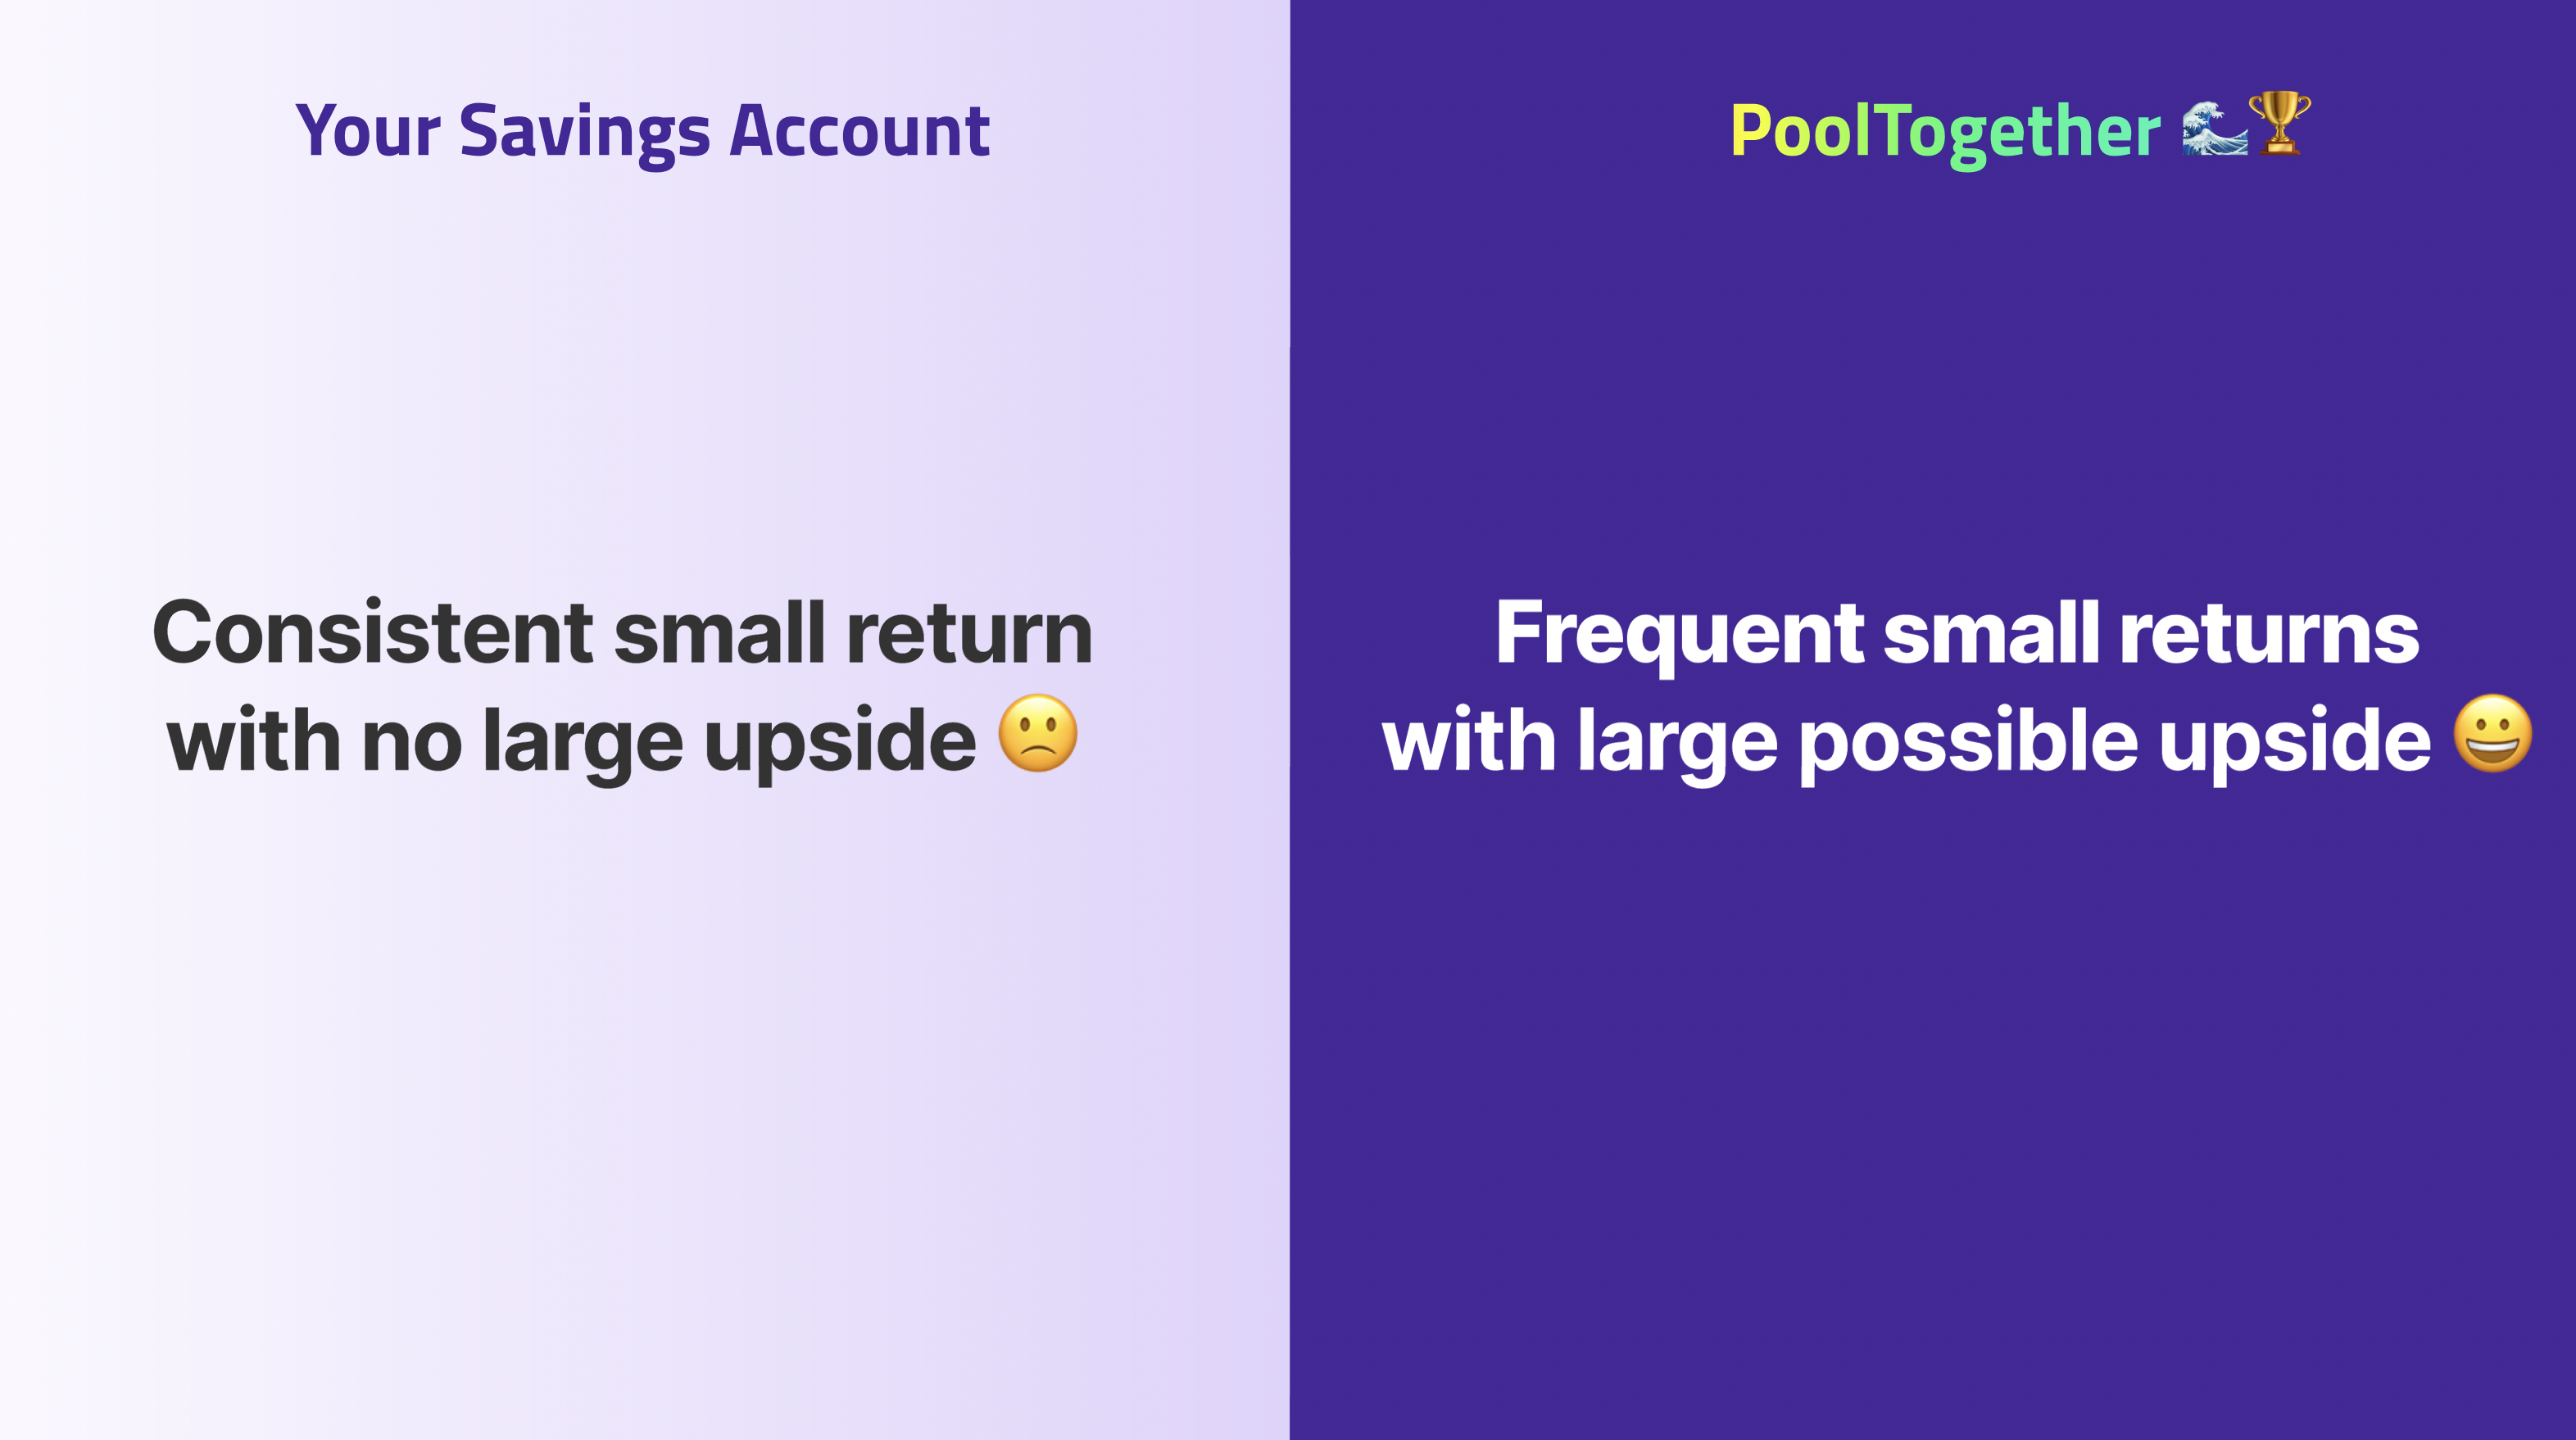 Your Savings Account
Consistent small return
with no large upside 🙁
PoolTogether 🌊🏆
Frequent small returns
with large possible upside 😀